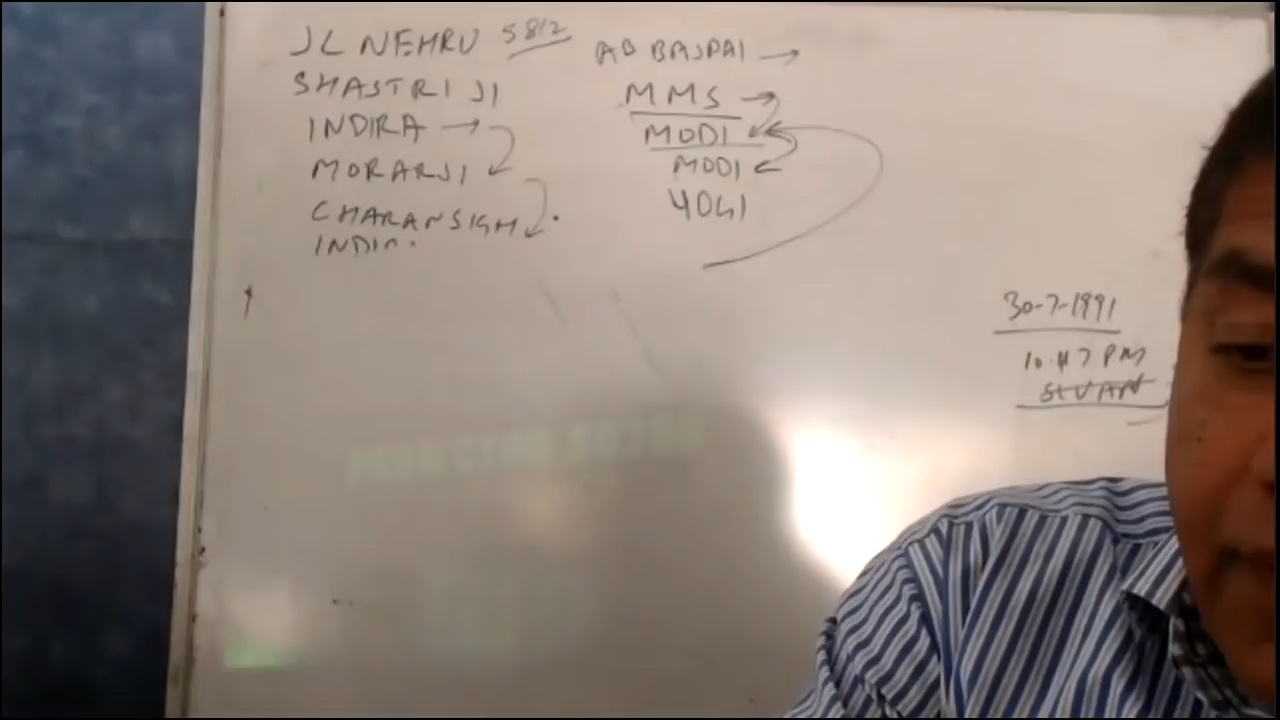 JL NEHRU 5812
SHASTRI JI
INDIRA →
MORARJI
CHARANSIGH
INDIR
AB BAJPAI →
MMS →
MODI
MODI
YOGI
30-7-1991
10.47 PM